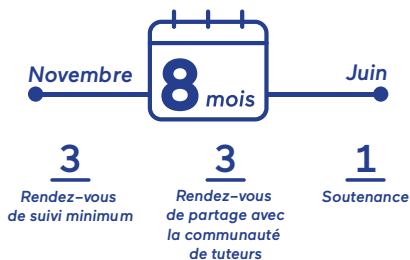 Novembre
8 mois
Juin
3
Rendez-vous
de suivi minimum
3
Rendez-vous
de partage avec
la communauté
de tuteurs
1
Soutenance